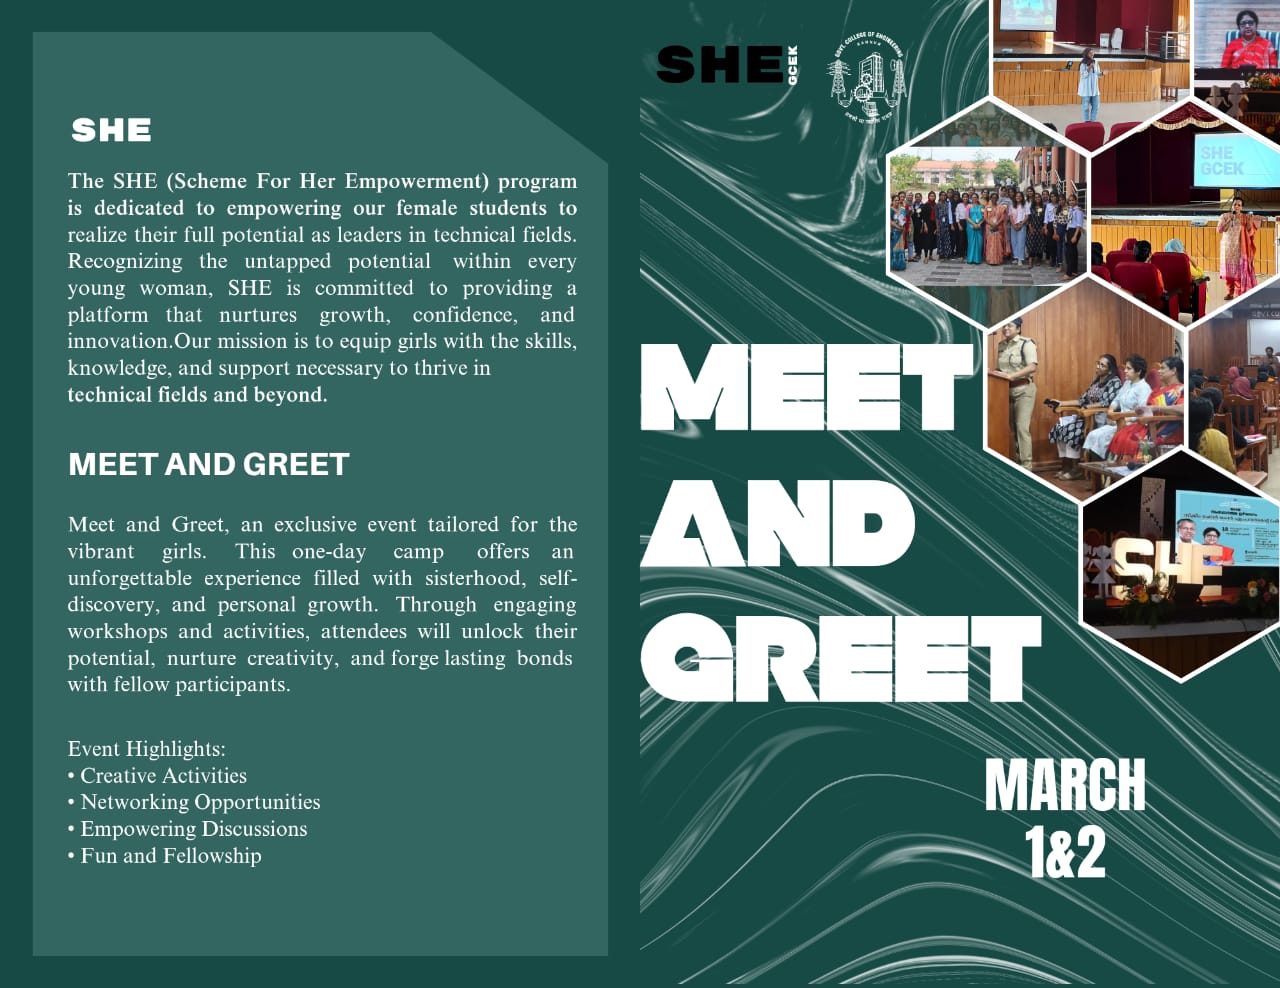 SHE
The SHE (Scheme For Her Empowerment) program
is dedicated to empowering our female students to
realize their full potential as leaders in technical fields.
Recognizing the untapped potential within every
young woman, SHE is committed to providing a
platform that nurtures growth, confidence, and
innovation.Our mission is to equip girls with the skills,
knowledge, and support necessary to thrive in
technical fields and beyond.
MEET AND GREET
Meet and Greet, an exclusive event tailored for the
vibrant girls. This one-day camp offers an
unforgettable experience filled with sisterhood, self-
discovery, and personal growth. Through engaging
workshops and activities, attendees will unlock their
potential, nurture creativity, and forge lasting bonds
with fellow participants.
Event Highlights:
• Creative Activities
• Networking Opportunities
• Empowering Discussions
• Fun and Fellowship
SHE GCEK
GOVT. COLLEGE OF ENGINEERING
KANNUR
SHE
GCEK
SHE
MEET
AND
GREET
MARCH
1&2